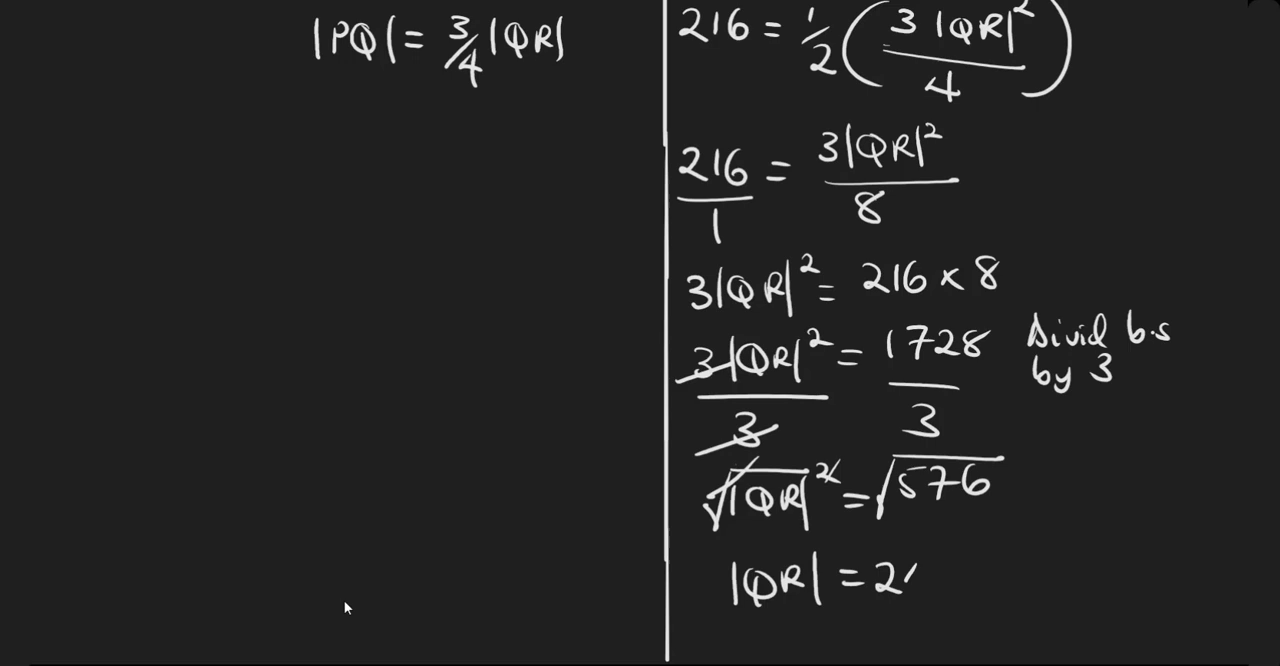 |PQ| = 3/4 |QR|
216 = 1/2 ( 3 |QR|² / 4 )
216/1 = 3|QR|²/8
3|QR|² = 216 × 8
3|QR|²/3 = 1728/3 Divid b.s
by 3
√|QR|² = √576
|QR| = 2